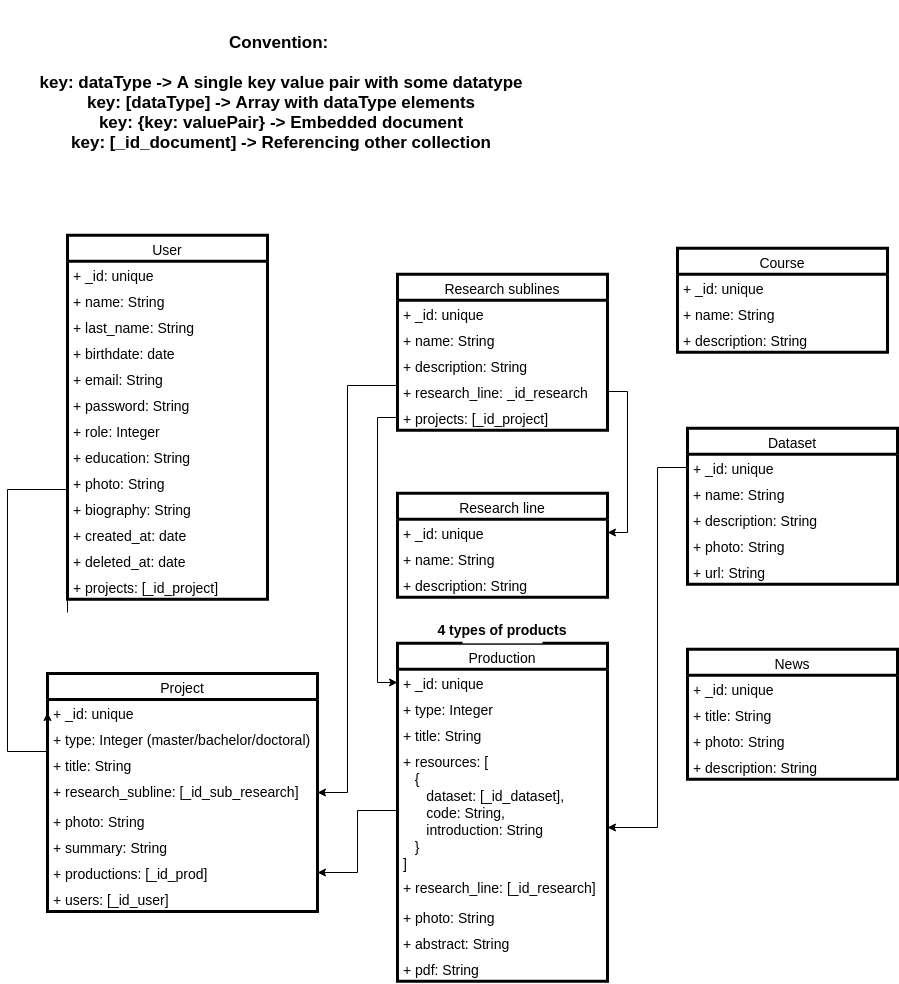 Convention:
key: dataType -> A single key value pair with some datatype
key: [dataType] -> Array with dataType elements
key: {key: valuePair} -> Embedded document
key: [_id_document] -> Referencing other collection
User
+ _id: unique
+ name: String
+ last_name: String
+ birthdate: date
+ email: String
+ password: String
+ role: Integer
+ education: String
+ photo: String
+ biography: String
+ created_at: date
+ deleted_at: date
+ projects: [_id_project]
Research sublines
+ _id: unique
+ name: String
+ description: String
+ research_line: _id_research
+ projects: [_id_project]
Course
+ _id: unique
+ name: String
+ description: String
Research line
+ _id: unique
+ name: String
+ description: String
Dataset
+ _id: unique
+ name: String
+ description: String
+ photo: String
+ url: String
Project
+ _id: unique
+ type: Integer (master/bachelor/doctoral)
+ title: String
+ research_subline: [_id_sub_research]
+ photo: String
+ summary: String
+ productions: [_id_prod]
+ users: [_id_user]
4 types of products
Production
+ _id: unique
+ type: Integer
+ title: String
+ resources: [
{
dataset: [_id_dataset],
code: String,
introduction: String
}
]
+ research_line: [_id_research]
+ photo: String
+ abstract: String
+ pdf: String
News
+ _id: unique
+ title: String
+ photo: String
+ description: String